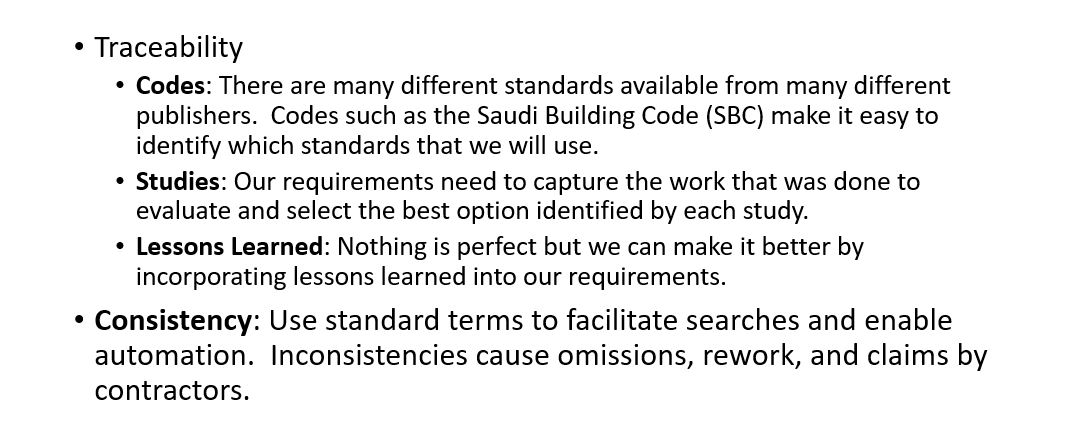 • Traceability
• Codes: There are many different standards available from many different
publishers.  Codes such as the Saudi Building Code (SBC) make it easy to
identify which standards that we will use.
• Studies: Our requirements need to capture the work that was done to
evaluate and select the best option identified by each study.
• Lessons Learned: Nothing is perfect but we can make it better by
incorporating lessons learned into our requirements.
• Consistency: Use standard terms to facilitate searches and enable
automation.  Inconsistencies cause omissions, rework, and claims by
contractors.